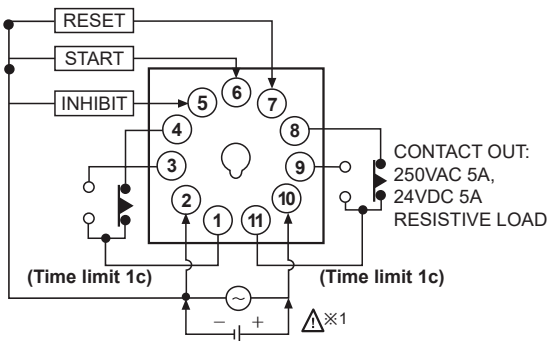 RESET
START
INHIBIT
6
5
7
4
8
3
9
2
10
1
11
CONTACT OUT:
250VAC 5A,
24VDC 5A
RESISTIVE LOAD
(Time limit 1c)
(Time limit 1c)
~
− +
⚠※1